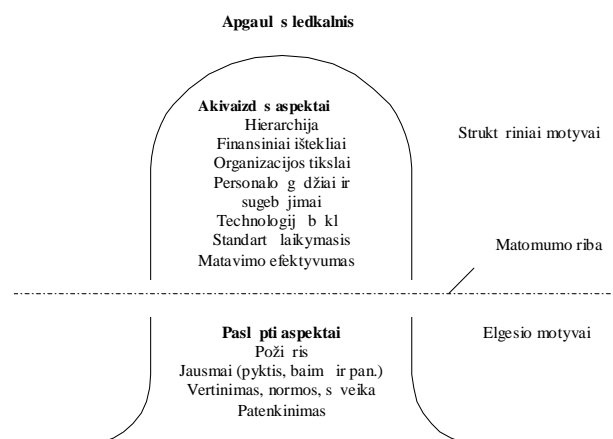 Apgaul s ledkalnis
Akivaizd s aspektai
Hierarchija
Finansiniai ištekliai
Organizacijos tikslai
Personalo g džiai ir
sugeb jimai
Technologij b kl
Standart laikymasis
Matavimo efektyvumas
Strukt riniai motyvai
Matomumo riba
Pasl pti aspektai
Poži ris
Jausmai (pyktis, baim ir pan.)
Vertinimas, normos, s veika
Patenkinimas
Elgesio motyvai